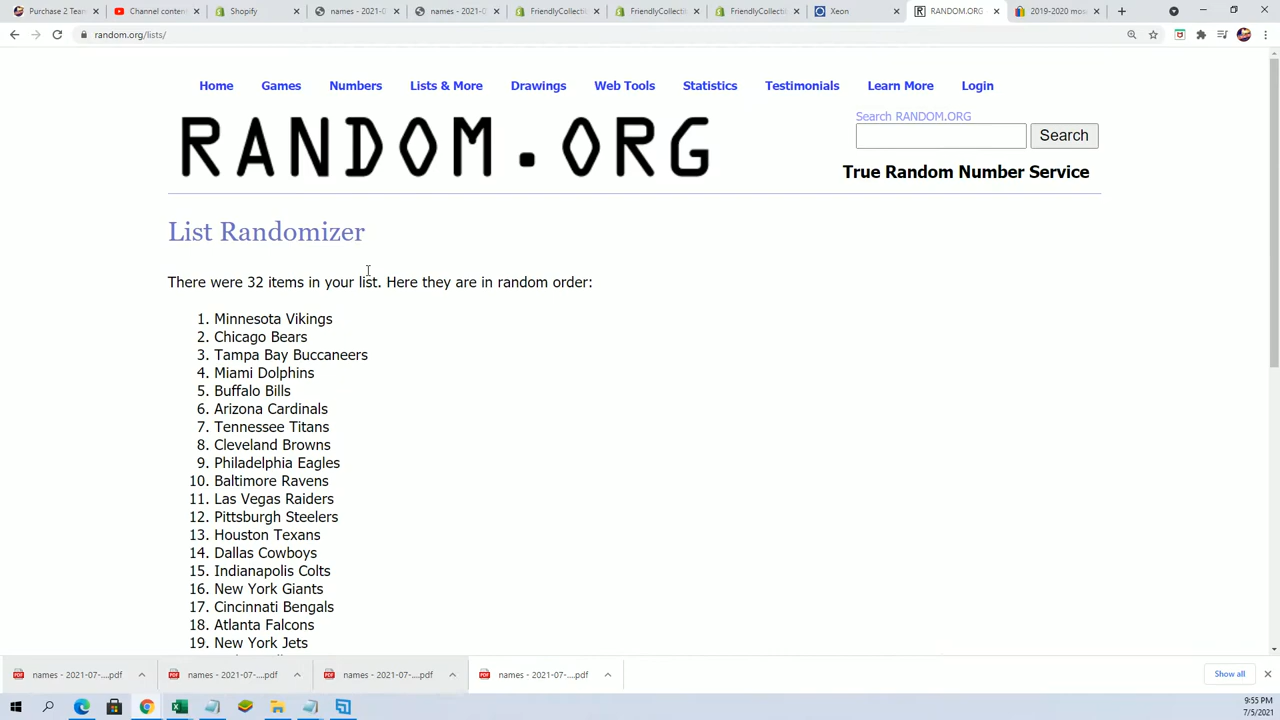 Purchase 2 Team
Channel content
Shopify
names - 2021-0
names - 2021-0
FriendlyCollecti
FriendlyCollecti
FriendlyCollecti
Xeon
RANDOM.ORG
2019-2020 mos
random.org/lists/
Home Games Numbers Lists & More Drawings Web Tools Statistics Testimonials Learn More Login
RANDOM.ORG
Search RANDOM.ORG
Search
True Random Number Service
List Randomizer
There were 32 items in your list. Here they are in random order:
1. Minnesota Vikings
2. Chicago Bears
3. Tampa Bay Buccaneers
4. Miami Dolphins
5. Buffalo Bills
6. Arizona Cardinals
7. Tennessee Titans
8. Cleveland Browns
9. Philadelphia Eagles
10. Baltimore Ravens
11. Las Vegas Raiders
12. Pittsburgh Steelers
13. Houston Texans
14. Dallas Cowboys
15. Indianapolis Colts
16. New York Giants
17. Cincinnati Bengals
18. Atlanta Falcons
19. New York Jets
names - 2021-07-....pdf
names - 2021-07-....pdf
names - 2021-07-....pdf
names - 2021-07-....pdf
Show all
9:55 PM
7/5/2021